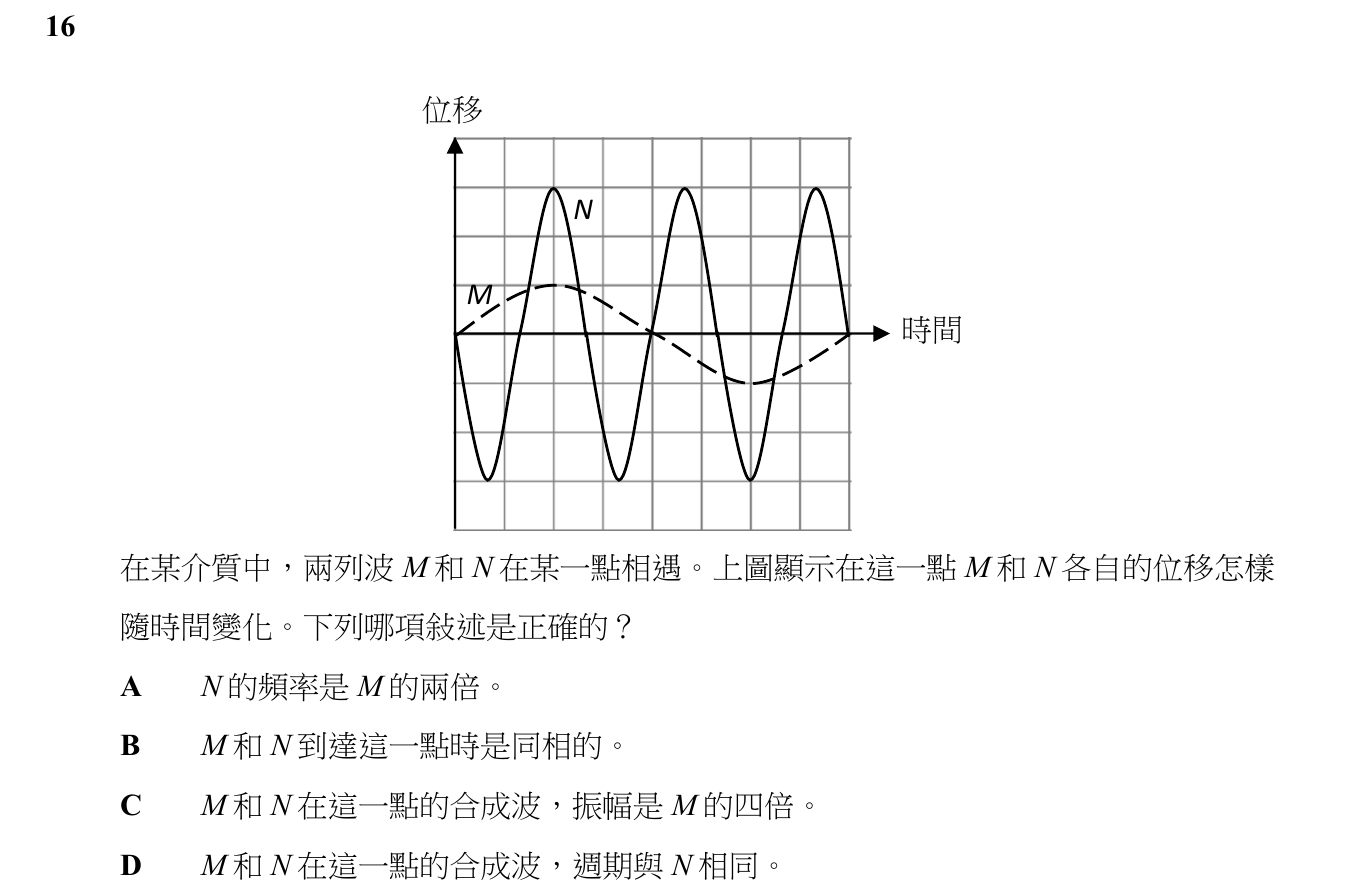 16
位移
N
M
時間
在某介質中，兩列波 M 和 N 在某一點相遇。上圖顯示在這一點 M 和 N 各自的位移怎樣
隨時間變化。下列哪項敍述是正確的？
A N 的頻率是 M 的兩倍。
B M 和 N 到達這一點時是同相的。
C M 和 N 在這一點的合成波，振幅是 M 的四倍。
D M 和 N 在這一點的合成波，週期與 N 相同。